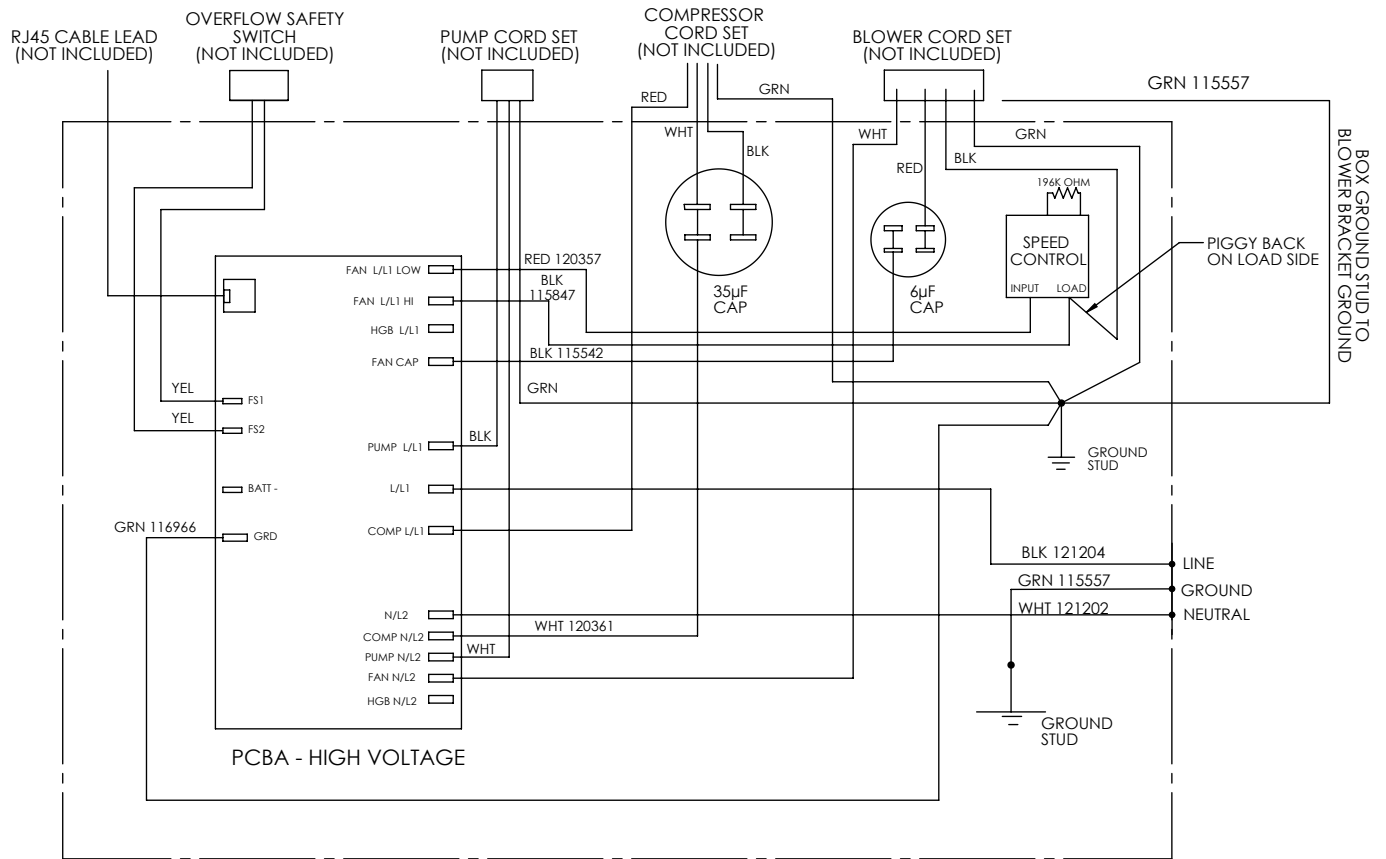 RJ45 CABLE LEAD
(NOT INCLUDED)
OVERFLOW SAFETY
SWITCH
(NOT INCLUDED)
PUMP CORD SET
(NOT INCLUDED)
COMPRESSOR
CORD SET
(NOT INCLUDED)
BLOWER CORD SET
(NOT INCLUDED)
GRN 115557
BOX GROUND STUD TO
BLOWER BRACKET GROUND
RED
GRN
WHT
BLK
WHT
RED
BLK
GRN
196K OHM
SPEED
CONTROL
INPUT
LOAD
PIGGY BACK
ON LOAD SIDE
35µF
CAP
6µF
CAP
FAN L/L1 LOW
RED 120357
FAN L/L1 HI
BLK
115847
HGB L/L1
FAN CAP
BLK 115542
YEL
FS1
YEL
FS2
GRN
PUMP L/L1
BLK
GROUND
STUD
BATT -
L/L1
GRN 116966
GRD
COMP L/L1
BLK 121204
LINE
GRN 115557
GROUND
WHT 121202
NEUTRAL
N/L2
COMP N/L2
WHT 120361
PUMP N/L2
WHT
FAN N/L2
HGB N/L2
GROUND
STUD
PCBA - HIGH VOLTAGE